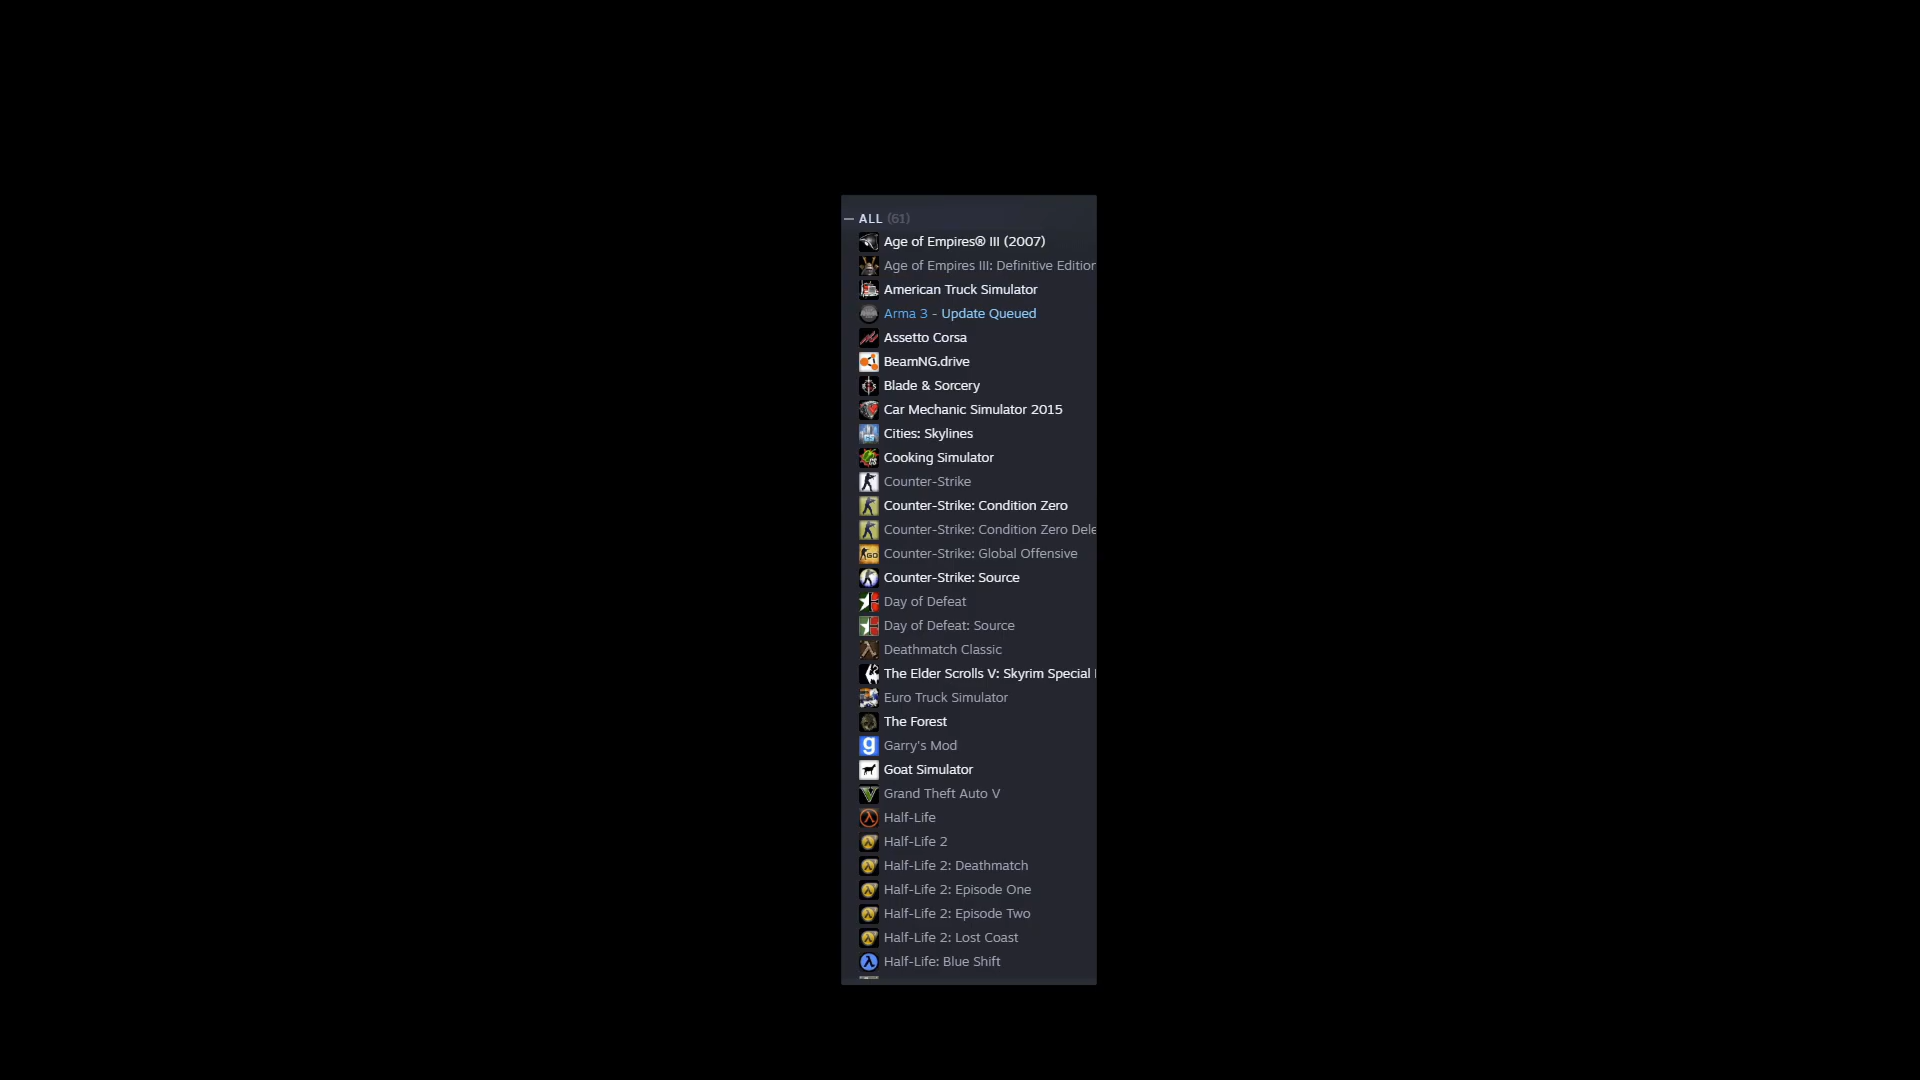 — ALL (61)
Age of Empires® III (2007)
Age of Empires III: Definitive Edition
American Truck Simulator
Arma 3 - Update Queued
Assetto Corsa
BeamNG.drive
Blade & Sorcery
Car Mechanic Simulator 2015
Cities: Skylines
Cooking Simulator
Counter-Strike
Counter-Strike: Condition Zero
Counter-Strike: Condition Zero Dele
Counter-Strike: Global Offensive
Counter-Strike: Source
Day of Defeat
Day of Defeat: Source
Deathmatch Classic
The Elder Scrolls V: Skyrim Special
Euro Truck Simulator
The Forest
Garry's Mod
Goat Simulator
Grand Theft Auto V
Half-Life
Half-Life 2
Half-Life 2: Deathmatch
Half-Life 2: Episode One
Half-Life 2: Episode Two
Half-Life 2: Lost Coast
Half-Life: Blue Shift